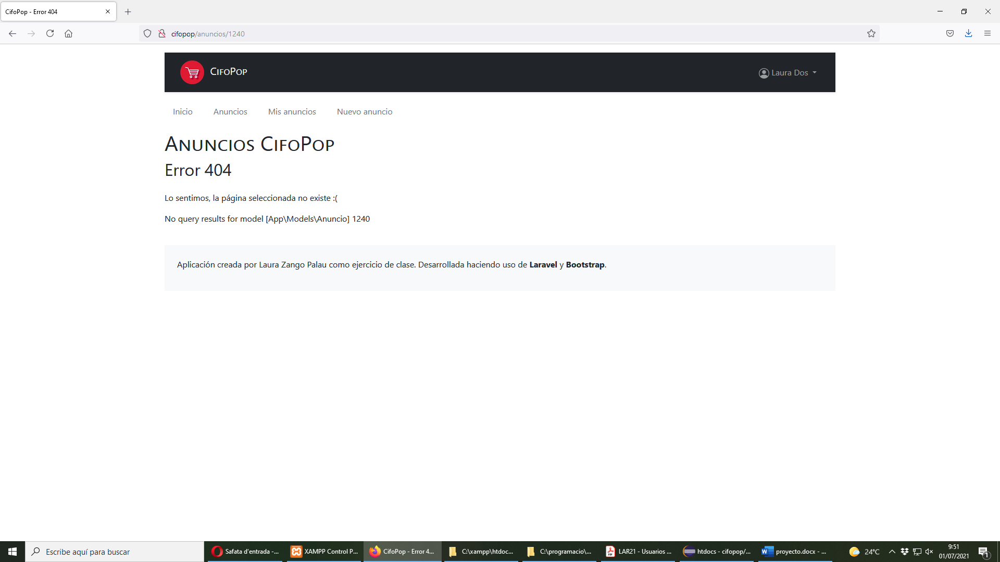 CifoPop - Error 404
cifopop/anuncios/1240
CifoPop
Laura Dos
Inicio
Anuncios
Mis anuncios
Nuevo anuncio
Anuncios CifoPop
Error 404
Lo sentimos, la página seleccionada no existe :(
No query results for model [App\Models\Anuncio] 1240
Aplicación creada por Laura Zango Palau como ejercicio de clase. Desarrollada haciendo uso de Laravel y Bootstrap.
Escribe aquí para buscar
Safata d'entrada -...
XAMPP Control P...
CifoPop - Error 4...
C:\xampp\htdoc...
C:\programacio\...
LAR21 - Usuarios ...
htdocs - cifopop/...
proyecto.docx - ...
24°C
9:51
01/07/2021
1